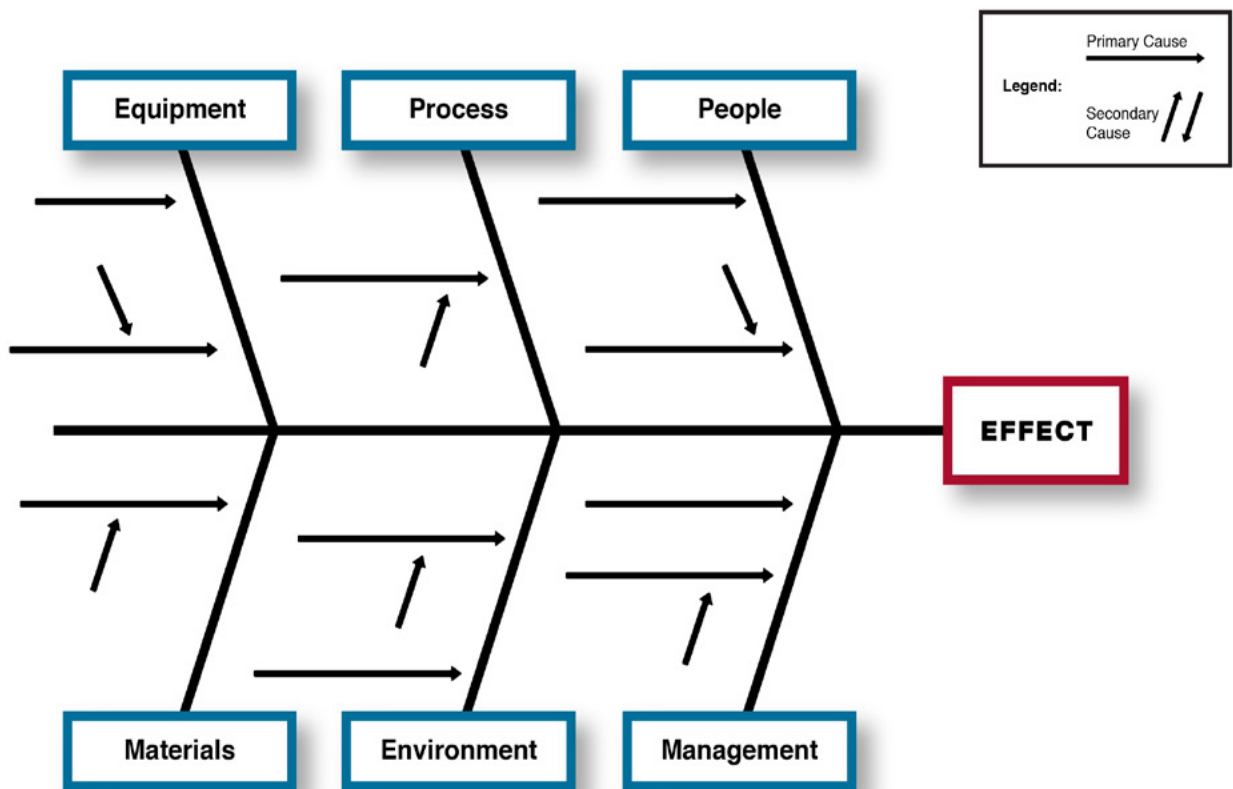 Primary Cause
Legend:
Secondary
Cause
Equipment
Process
People
EFFECT
Materials
Environment
Management